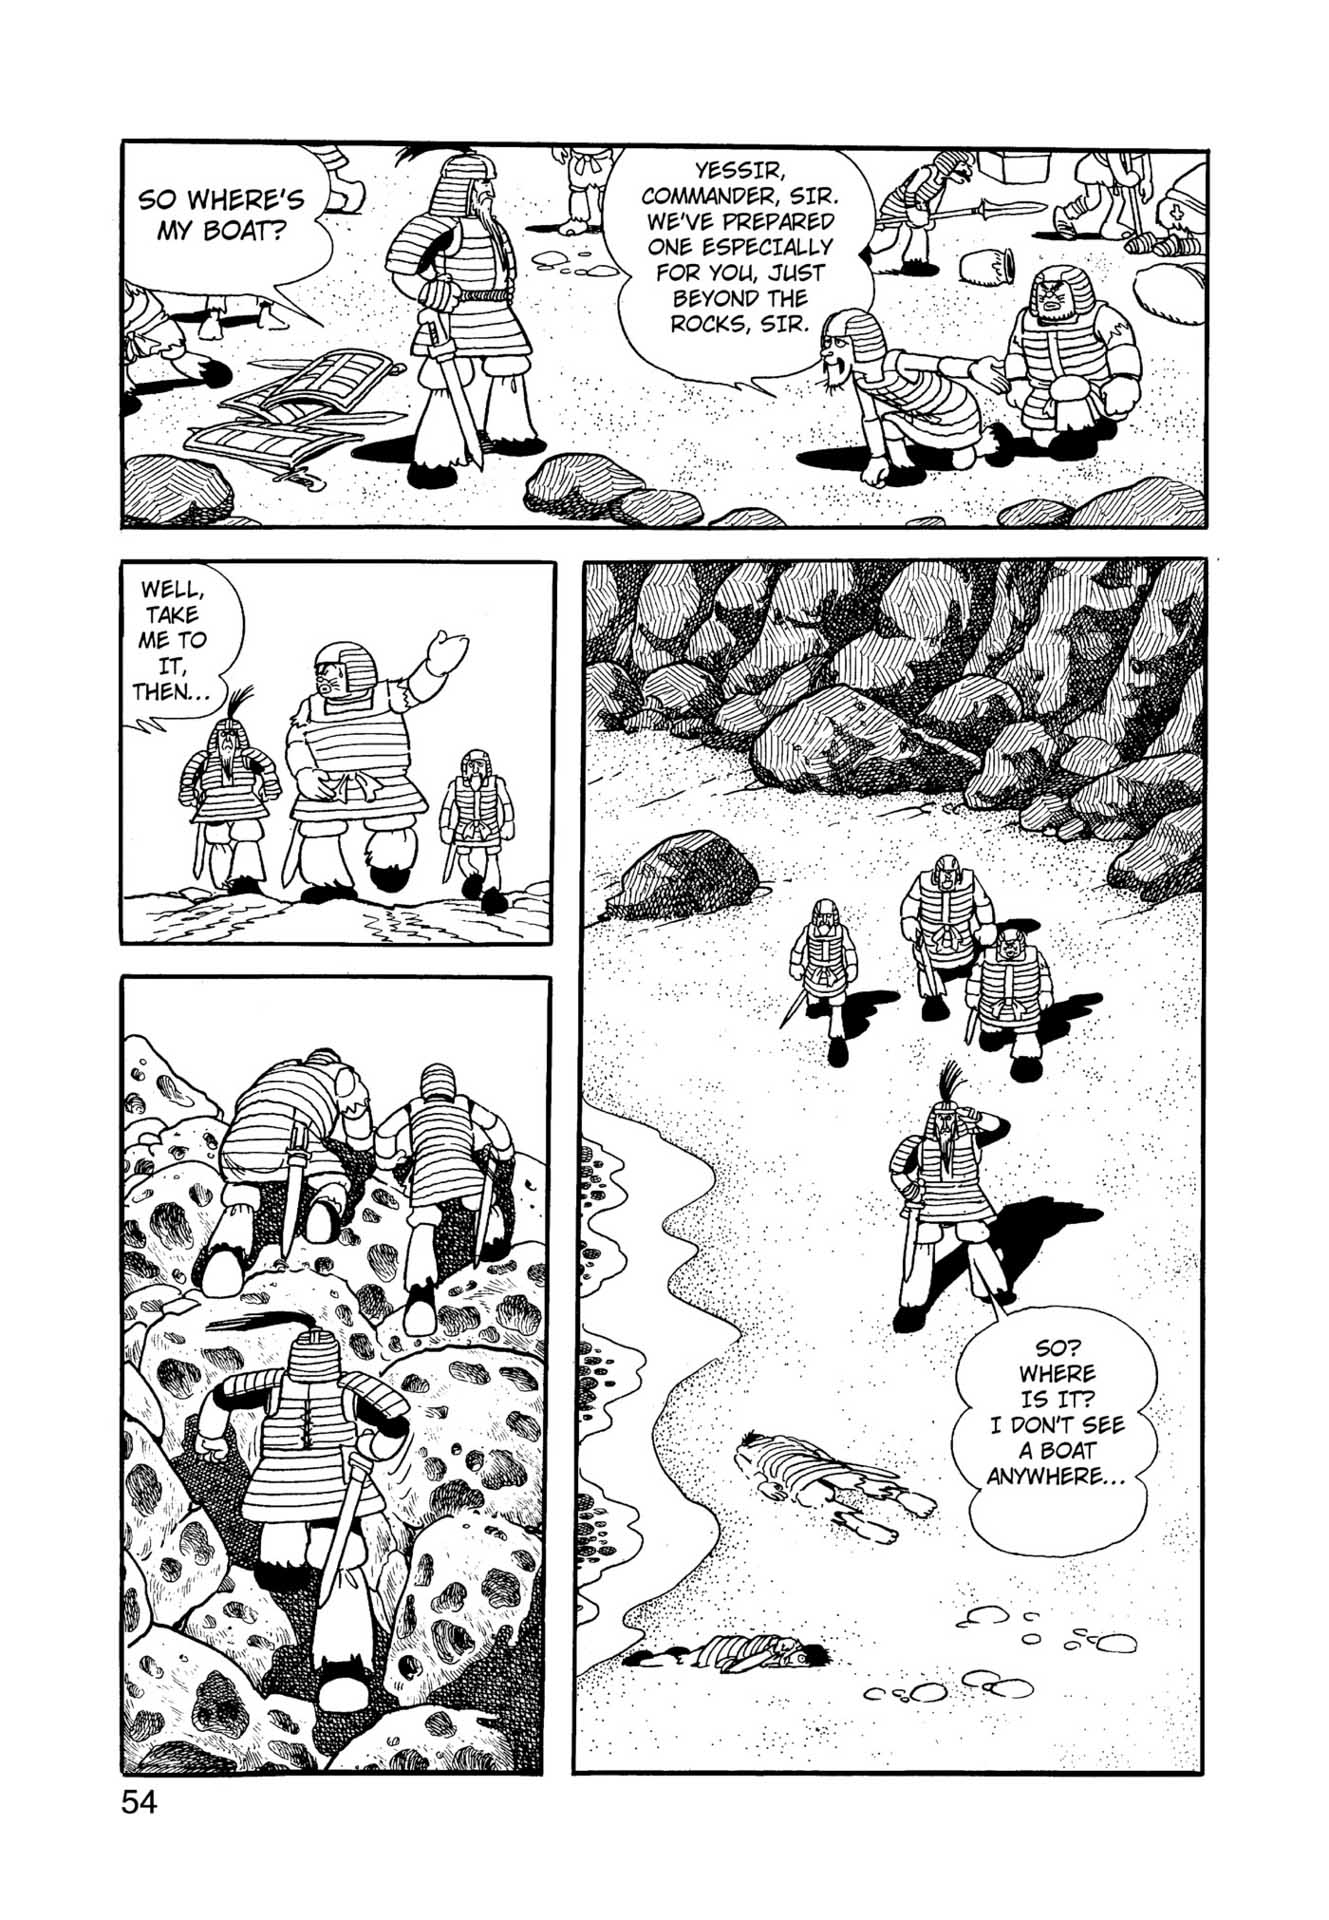 SO WHERE'S
MY BOAT?
YESSIR,
COMMANDER, SIR.
WE'VE PREPARED
ONE ESPECIALLY
FOR YOU, JUST
BEYOND THE
ROCKS, SIR.
WELL,
TAKE
ME TO
IT,
THEN...
SO?
WHERE
IS IT?
I DON'T SEE
A BOAT
ANYWHERE...
54